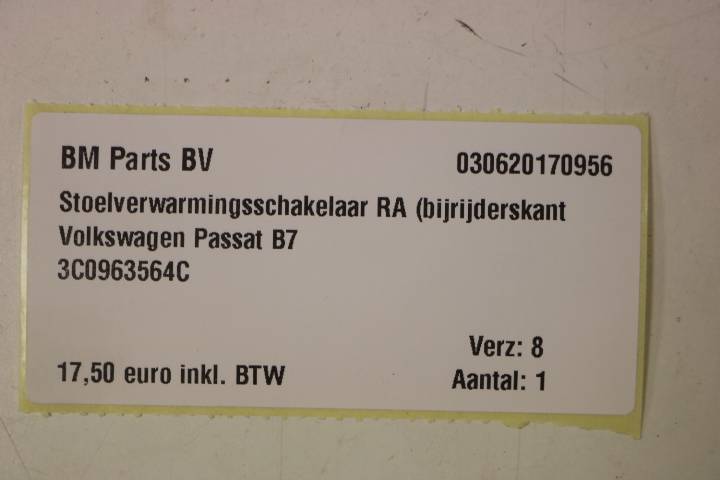 BM Parts BV 030620170956
Stoelverwarmingsschakelaar RA (bijrijderskant
Volkswagen Passat B7
3C0963564C
Verz: 8
17,50 euro inkl. BTW Aantal: 1